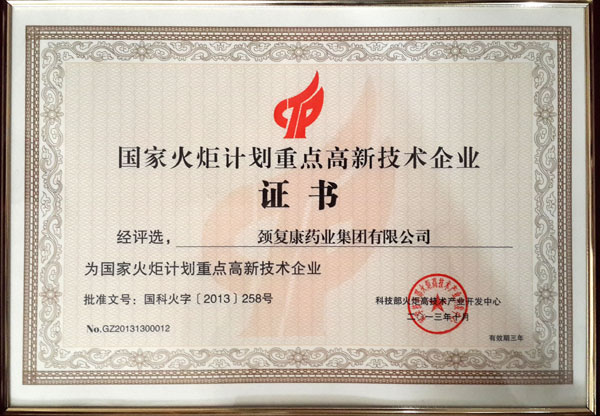 国家火炬计划重点高新技术企业
证书
经评选， 颈复康药业集团有限公司
为国家火炬计划重点高新技术企业
批准文号：国科火字〔2013〕258号
科技部火炬高技术产业开发中心
二〇一三年十月
No.GZ20131300012
有效期三年